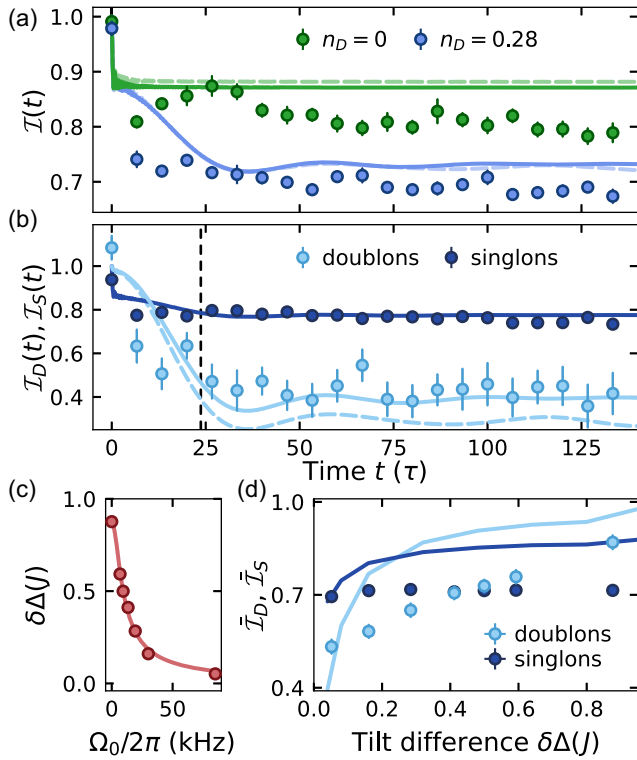 (a)
1.0
0.9
0.8
0.7
𝓘(t)
n_D = 0
n_D = 0.28
(b)
1.0
0.8
0.6
0.4
𝓘_D(t), 𝓘_S(t)
doublons
singlons
0 25 50 75 100 125
Time t (τ)
(c)
1.0
0.5
0.0
δΔ(J)
0 50
Ω₀/2π (kHz)
(d)
1.0
0.7
0.4
𝓘̄_D, 𝓘̄_S
doublons
singlons
0.0 0.2 0.4 0.6 0.8
Tilt difference δΔ(J)